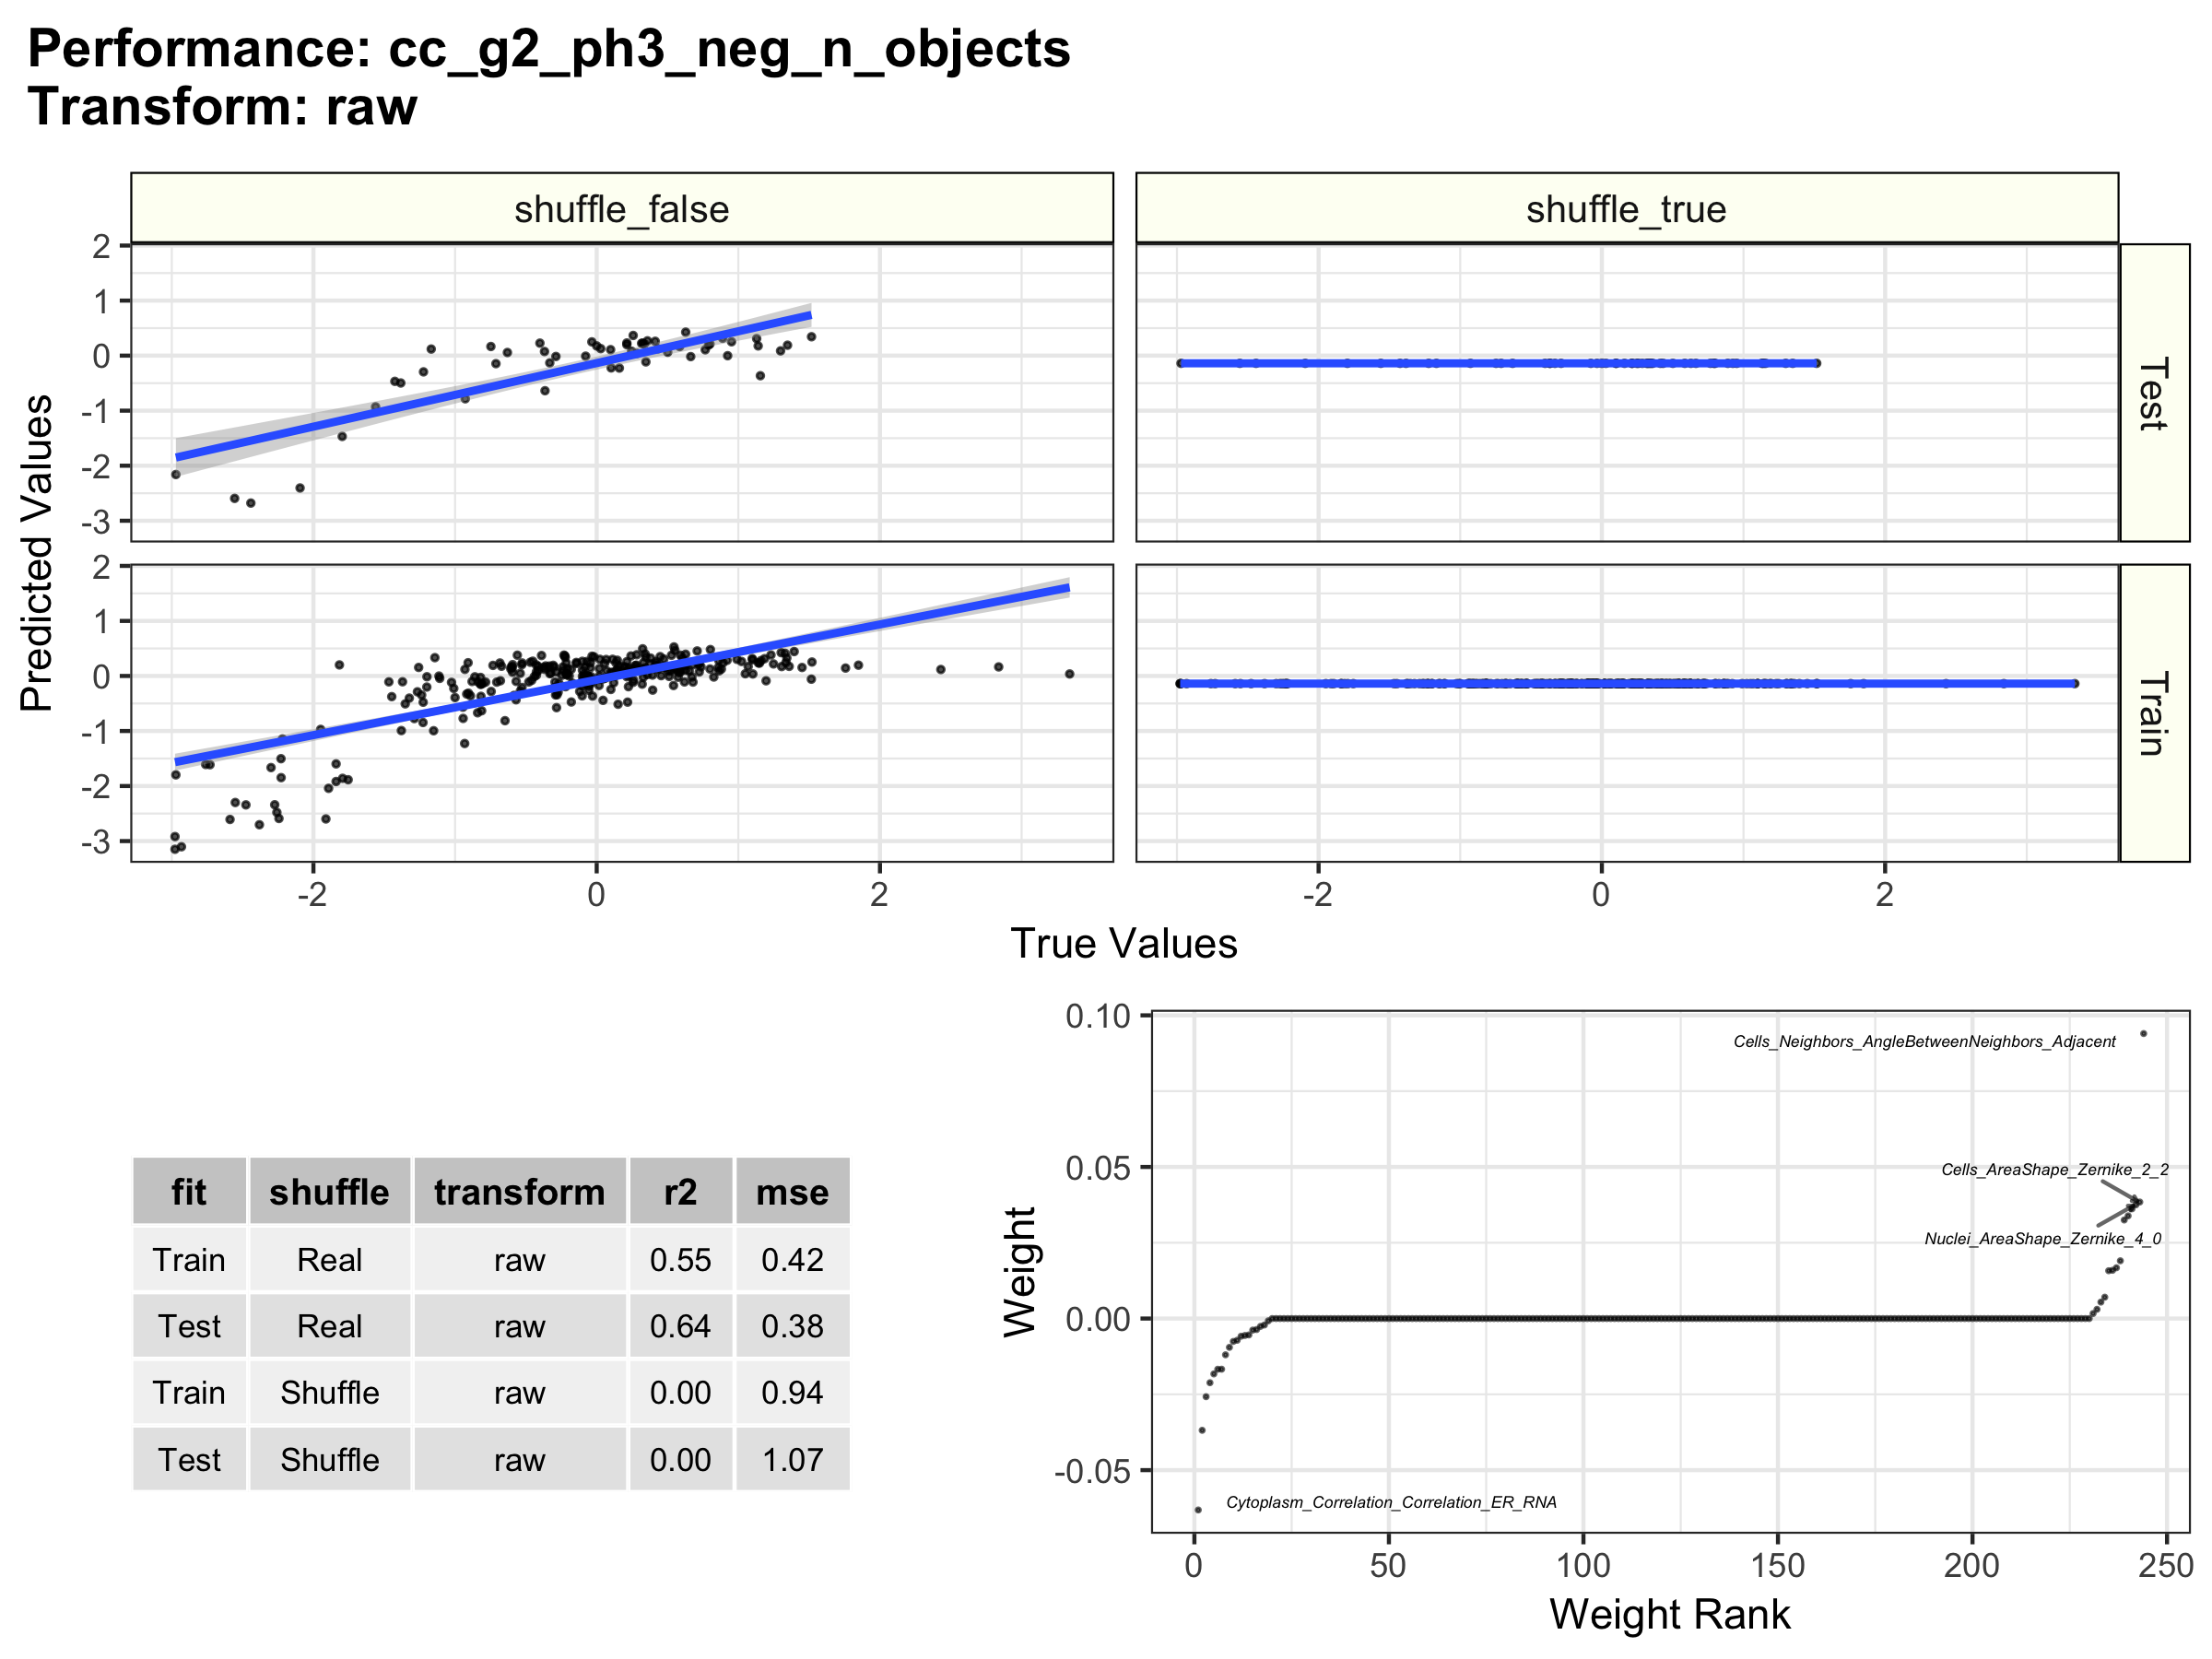 Performance: cc_g2_ph3_neg_n_objects
Transform: raw
shuffle_false
shuffle_true
2
1
0
-1
-2
-3
Test
2
1
0
-1
-2
-3
Train
Predicted Values
-2
0
2
-2
0
2
True Values
fit shuffle transform r2 mse
Train Real raw 0.55 0.42
Test Real raw 0.64 0.38
Train Shuffle raw 0.00 0.94
Test Shuffle raw 0.00 1.07
0.10
0.05
0.00
-0.05
Weight
Cells_Neighbors_AngleBetweenNeighbors_Adjacent
Cells_AreaShape_Zernike_2_2
Nuclei_AreaShape_Zernike_4_0
Cytoplasm_Correlation_Correlation_ER_RNA
0
50
100
150
200
250
Weight Rank